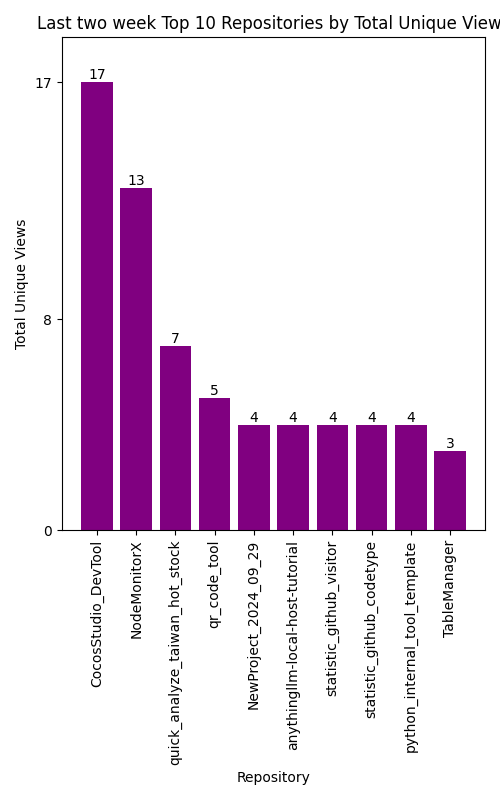 Last two week Top 10 Repositories by Total Unique View
17
13
7
5
4
4
4
4
4
3
17
8
0
Total Unique Views
CocosStudio_DevTool
NodeMonitorX
quick_analyze_taiwan_hot_stock
qr_code_tool
NewProject_2024_09_29
anythingllm-local-host-tutorial
statistic_github_visitor
statistic_github_codetype
python_internal_tool_template
TableManager
Repository